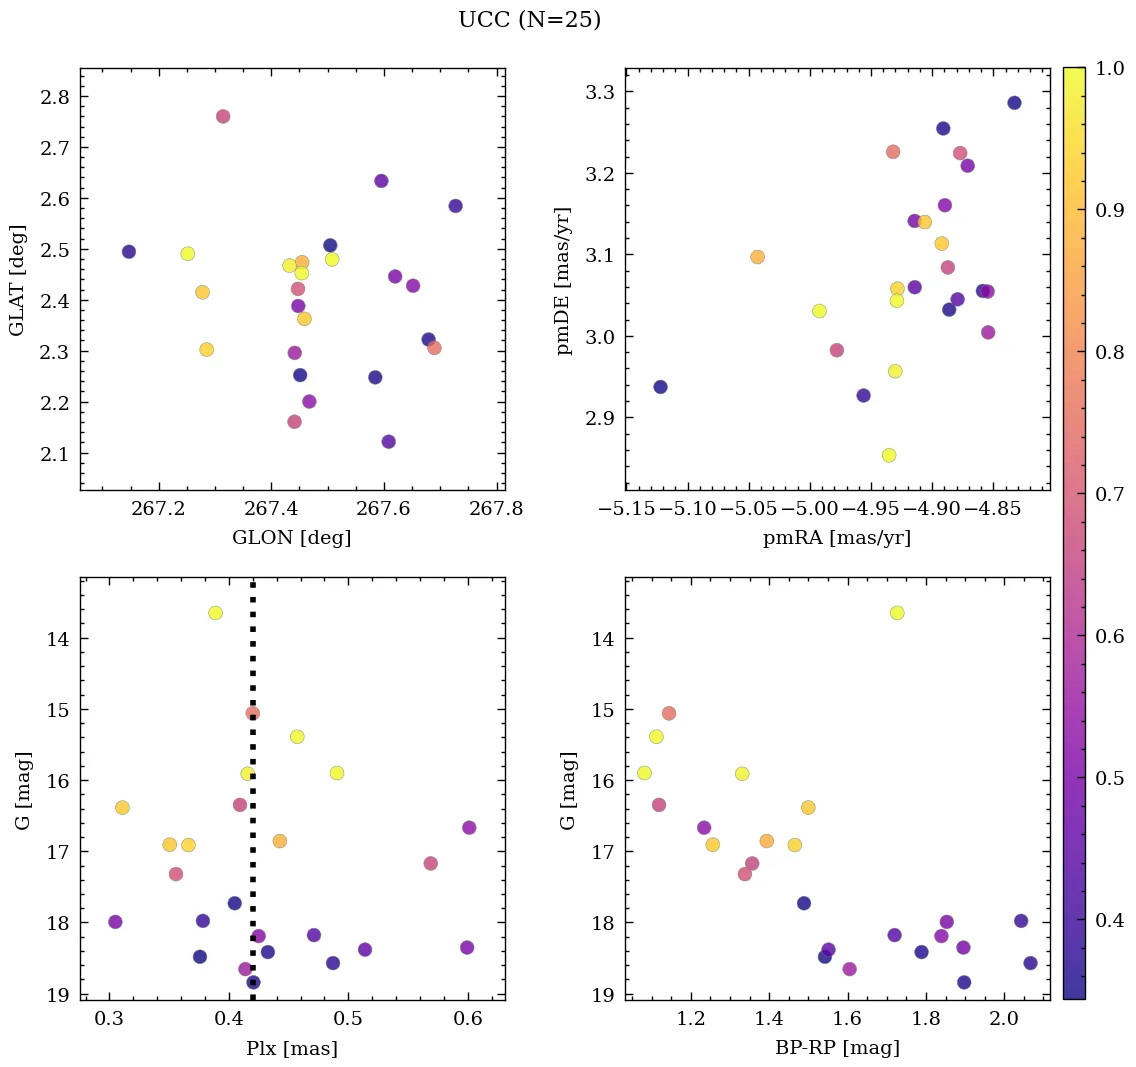 UCC (N=25)
2.8
2.7
2.6
2.5
2.4
2.3
2.2
2.1
GLAT [deg]
267.2 267.4 267.6 267.8
GLON [deg]
3.3
3.2
3.1
3.0
2.9
pmDE [mas/yr]
−5.15 −5.10 −5.05 −5.00 −4.95 −4.90 −4.85
pmRA [mas/yr]
14
15
16
17
18
19
G [mag]
0.3 0.4 0.5 0.6
Plx [mas]
14
15
16
17
18
19
G [mag]
1.2 1.4 1.6 1.8 2.0
BP-RP [mag]
1.0
0.9
0.8
0.7
0.6
0.5
0.4